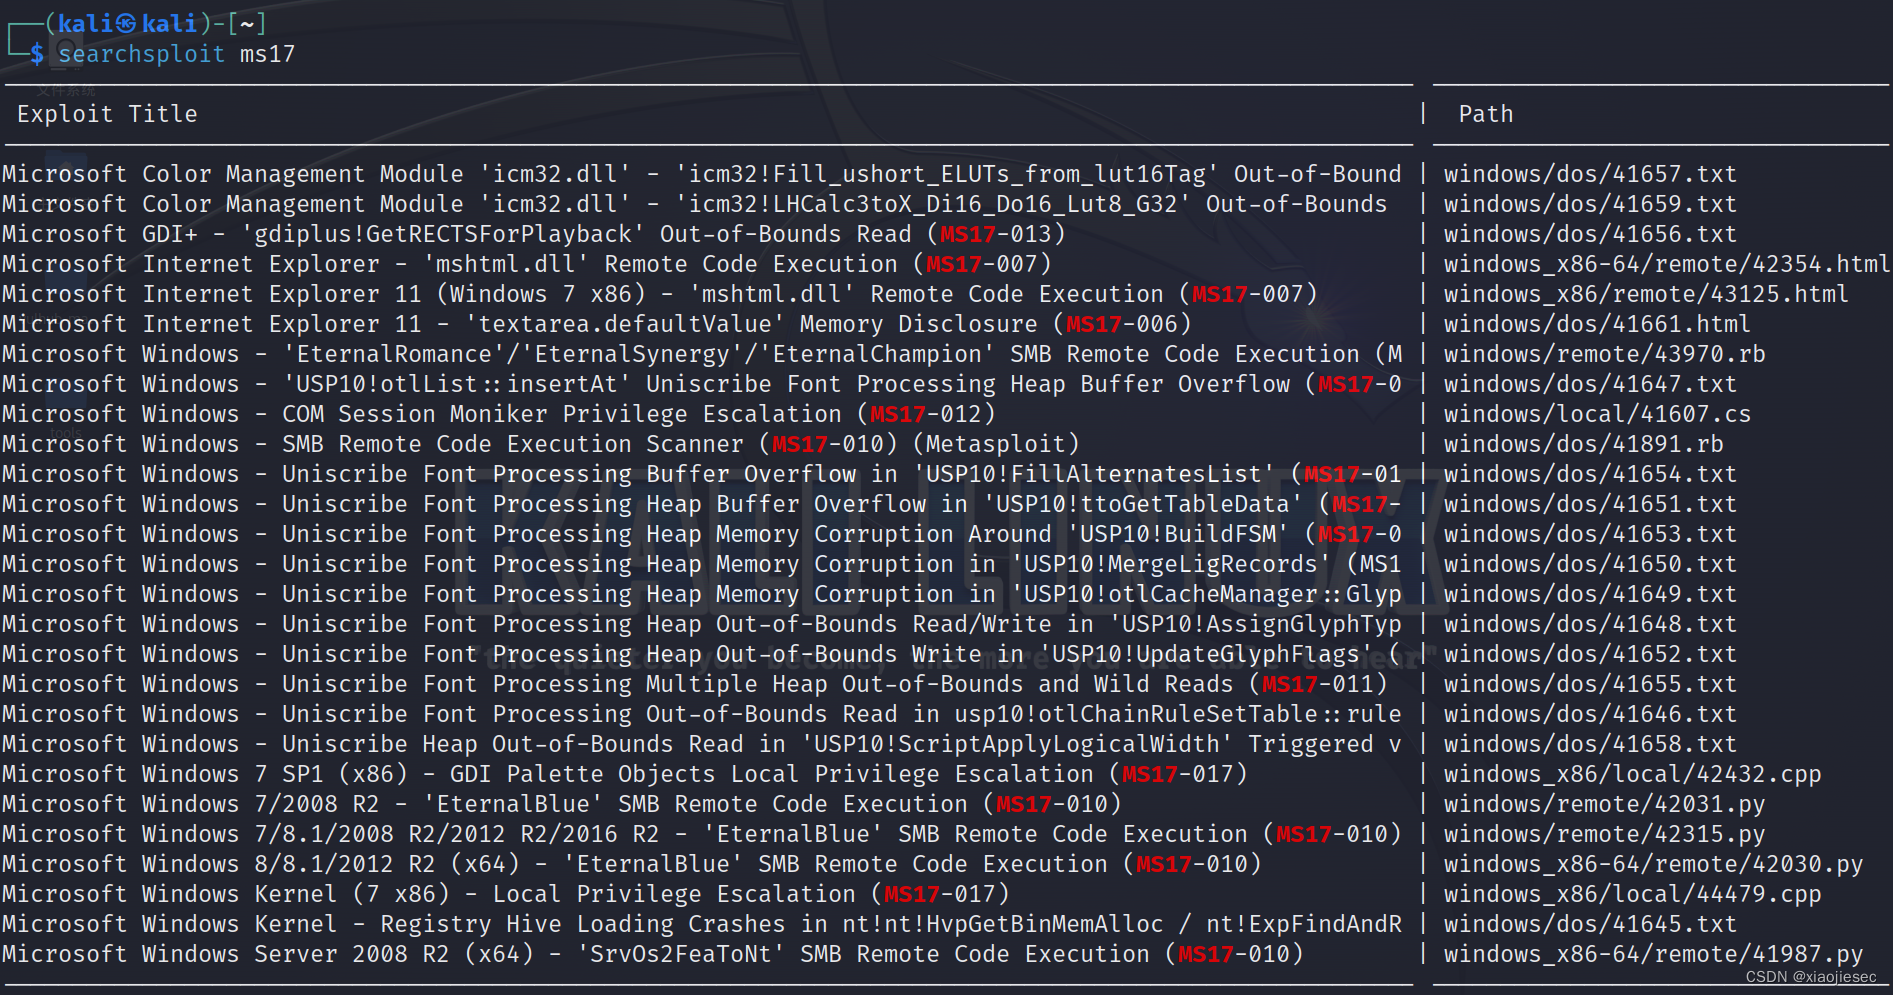 (kali㉿kali)-[~]
$ searchsploit ms17
文件系统
Exploit Title | Path
Microsoft Color Management Module 'icm32.dll' - 'icm32!Fill_ushort_ELUTs_from_lut16Tag' Out-of-Bound | windows/dos/41657.txt
Microsoft Color Management Module 'icm32.dll' - 'icm32!LHCalc3toX_Di16_Do16_Lut8_G32' Out-of-Bounds | windows/dos/41659.txt
Microsoft GDI+ - 'gdiplus!GetRECTSForPlayback' Out-of-Bounds Read (MS17-013) | windows/dos/41656.txt
Microsoft Internet Explorer - 'mshtml.dll' Remote Code Execution (MS17-007) | windows_x86-64/remote/42354.html
Microsoft Internet Explorer 11 (Windows 7 x86) - 'mshtml.dll' Remote Code Execution (MS17-007) | windows_x86/remote/43125.html
Microsoft Internet Explorer 11 - 'textarea.defaultValue' Memory Disclosure (MS17-006) | windows/dos/41661.html
Microsoft Windows - 'EternalRomance'/'EternalSynergy'/'EternalChampion' SMB Remote Code Execution (M | windows/remote/43970.rb
Microsoft Windows - 'USP10!otlList::insertAt' Uniscribe Font Processing Heap Buffer Overflow (MS17-0 | windows/dos/41647.txt
Microsoft Windows - COM Session Moniker Privilege Escalation (MS17-012) | windows/local/41607.cs
tools
Microsoft Windows - SMB Remote Code Execution Scanner (MS17-010) (Metasploit) | windows/dos/41891.rb
Microsoft Windows - Uniscribe Font Processing Buffer Overflow in 'USP10!FillAlternatesList' (MS17-01 | windows/dos/41654.txt
Microsoft Windows - Uniscribe Font Processing Heap Buffer Overflow in 'USP10!ttoGetTableData' (MS17- | windows/dos/41651.txt
Microsoft Windows - Uniscribe Font Processing Heap Memory Corruption Around 'USP10!BuildFSM' (MS17-0 | windows/dos/41653.txt
KALI LINUX
Microsoft Windows - Uniscribe Font Processing Heap Memory Corruption in 'USP10!MergeLigRecords' (MS1 | windows/dos/41650.txt
Microsoft Windows - Uniscribe Font Processing Heap Memory Corruption in 'USP10!otlCacheManager::Glyp | windows/dos/41649.txt
Microsoft Windows - Uniscribe Font Processing Heap Out-of-Bounds Read/Write in 'USP10!AssignGlyphTyp | windows/dos/41648.txt
Microsoft Windows - Uniscribe Font Processing Heap Out-of-Bounds Write in 'USP10!UpdateGlyphFlags' ( | windows/dos/41652.txt
"the quieter you become, the more you are able to hear"
Microsoft Windows - Uniscribe Font Processing Multiple Heap Out-of-Bounds and Wild Reads (MS17-011) | windows/dos/41655.txt
Microsoft Windows - Uniscribe Font Processing Out-of-Bounds Read in usp10!otlChainRuleSetTable::rule | windows/dos/41646.txt
Microsoft Windows - Uniscribe Heap Out-of-Bounds Read in 'USP10!ScriptApplyLogicalWidth' Triggered v | windows/dos/41658.txt
Microsoft Windows 7 SP1 (x86) - GDI Palette Objects Local Privilege Escalation (MS17-017) | windows_x86/local/42432.cpp
Microsoft Windows 7/2008 R2 - 'EternalBlue' SMB Remote Code Execution (MS17-010) | windows/remote/42031.py
Microsoft Windows 7/8.1/2008 R2/2012 R2/2016 R2 - 'EternalBlue' SMB Remote Code Execution (MS17-010) | windows/remote/42315.py
Microsoft Windows 8/8.1/2012 R2 (x64) - 'EternalBlue' SMB Remote Code Execution (MS17-010) | windows_x86-64/remote/42030.py
Microsoft Windows Kernel (7 x86) - Local Privilege Escalation (MS17-017) | windows_x86/local/44479.cpp
Microsoft Windows Kernel - Registry Hive Loading Crashes in nt!nt!HvpGetBinMemAlloc / nt!ExpFindAndR | windows/dos/41645.txt
Microsoft Windows Server 2008 R2 (x64) - 'SrvOs2FeaToNt' SMB Remote Code Execution (MS17-010) | windows_x86-64/remote/41987.py
CSDN @xiaojiesec